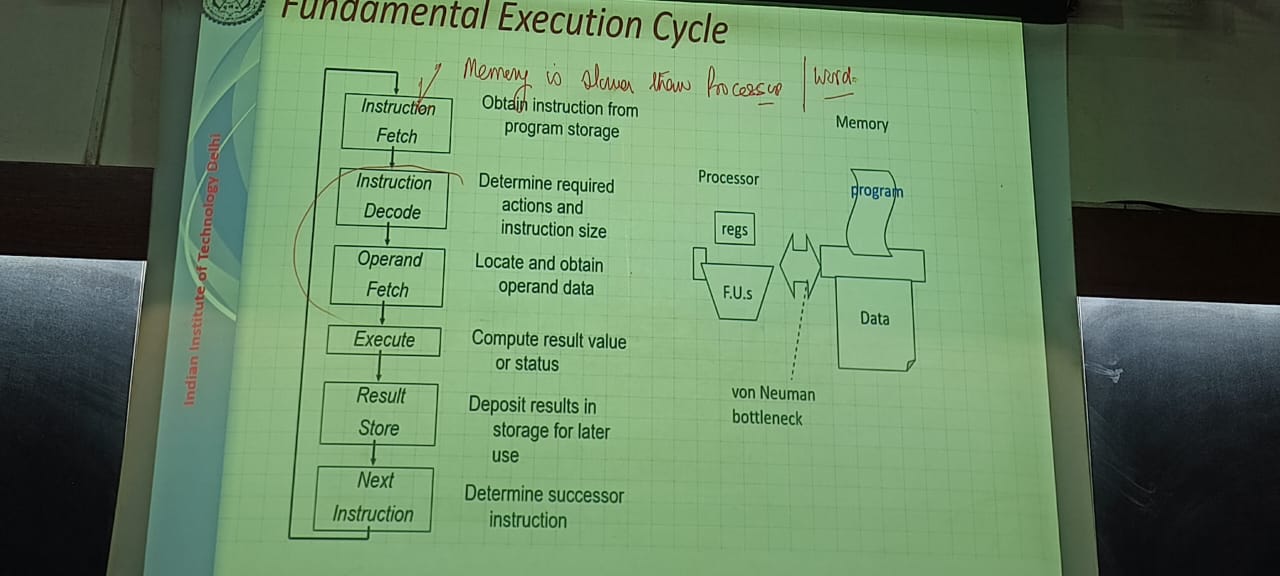 Fundamental Execution Cycle
Memory is slower than Processor | Word.
Instruction
Fetch
Obtain instruction from
program storage
Instruction
Decode
Determine required
actions and
instruction size
Operand
Fetch
Locate and obtain
operand data
Execute
Compute result value
or status
Result
Store
Deposit results in
storage for later
use
Next
Instruction
Determine successor
instruction
Processor
regs
F.U.s
Memory
program
Data
von Neuman
bottleneck
Indian Institute of Technology Delhi